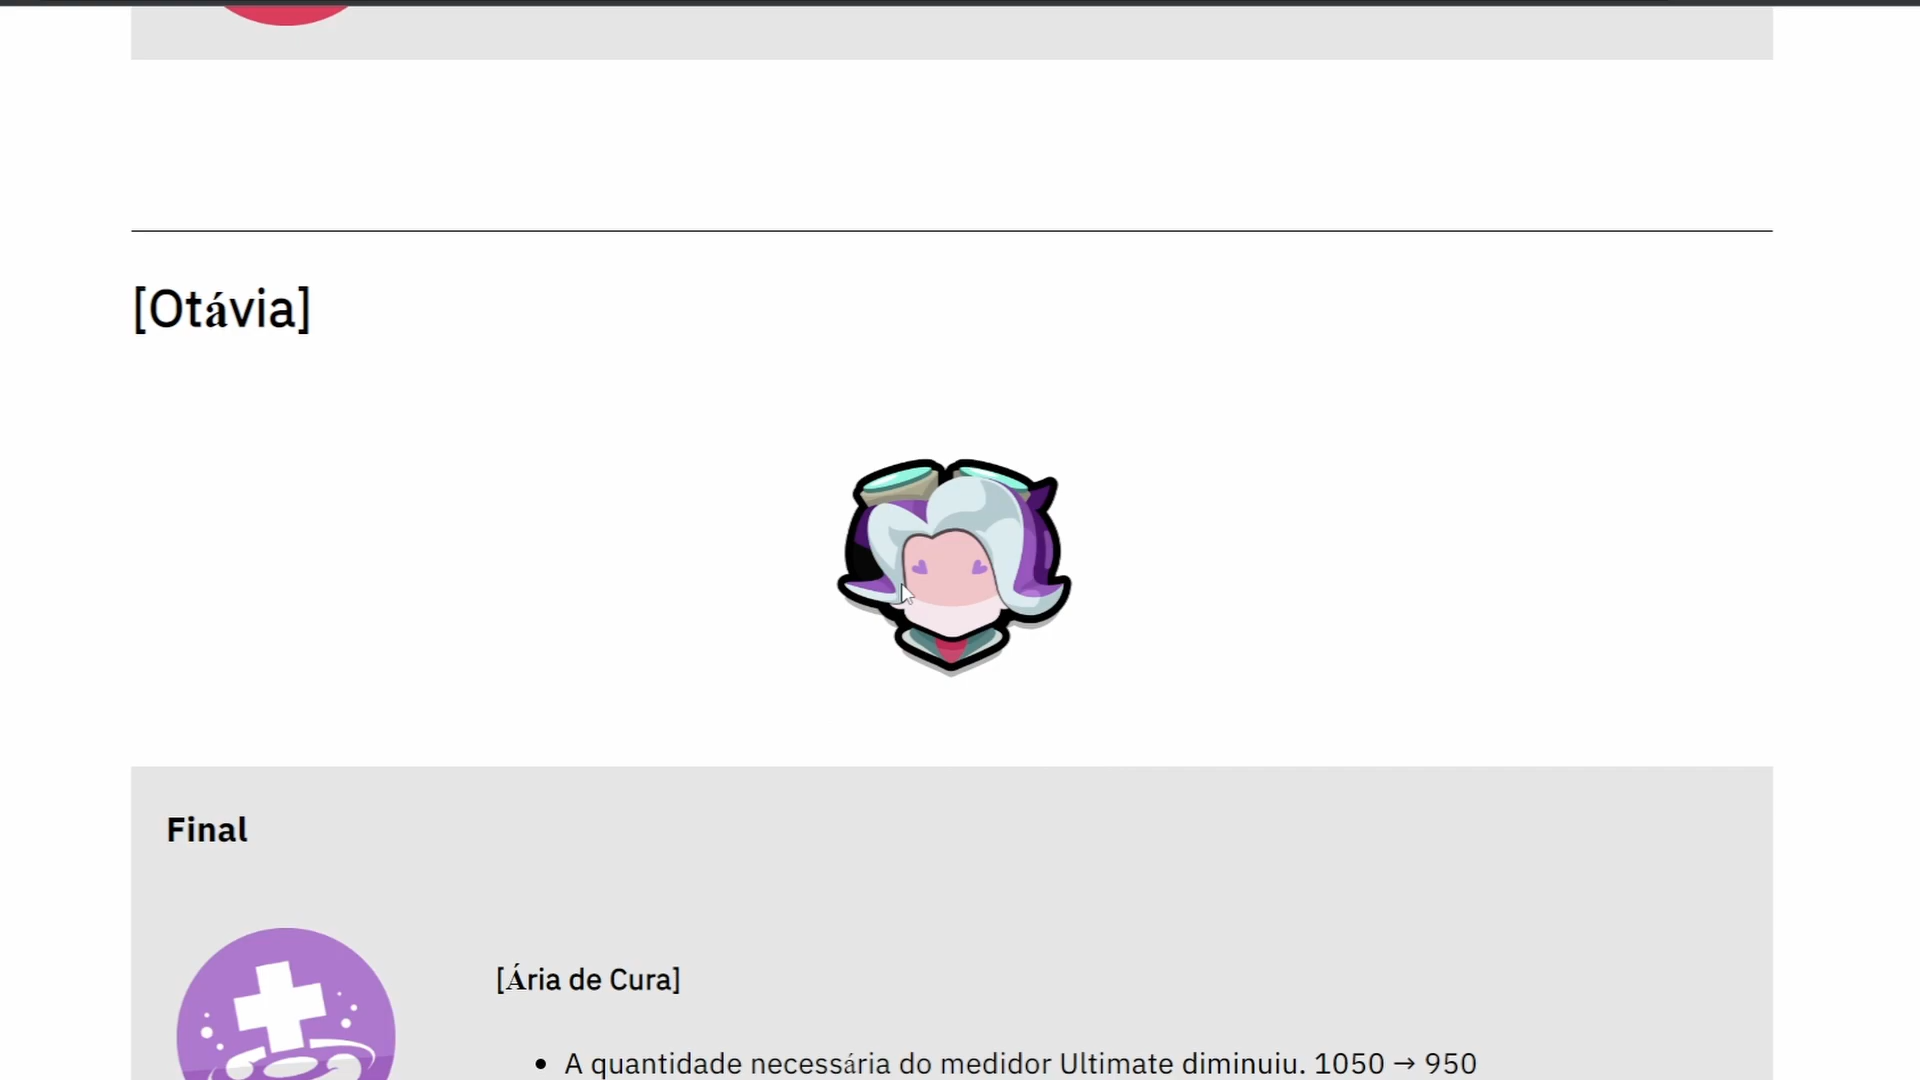 [Otávia]
Final
[Ária de Cura]
• A quantidade necessária do medidor Ultimate diminuiu. 1050 → 950